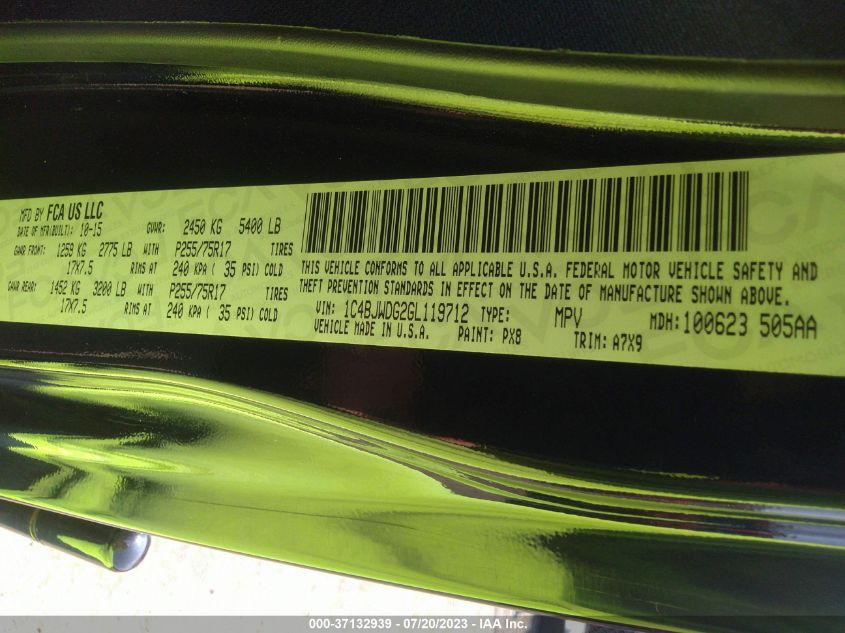 MFD BY FCA US LLC
DATE OF MFR(BUILT): 10-15 GVWR: 2450 KG 5400 LB
GAWR FRONT: 1259 KG 2775 LB WITH P255/75R17 TIRES
17X7.5 RIMS AT 240 KPA ( 35 PSI) COLD
GAWR REAR: 1452 KG 3200 LB WITH P255/75R17 TIRES
17X7.5 RIMS AT 240 KPA ( 35 PSI) COLD
THIS VEHICLE CONFORMS TO ALL APPLICABLE U.S.A. FEDERAL MOTOR VEHICLE SAFETY AND
THEFT PREVENTION STANDARDS IN EFFECT ON THE DATE OF MANUFACTURE SHOWN ABOVE.
VIN: 1C4BJWDG2GL119712 TYPE: MPV MDH: 100623 505AA
VEHICLE MADE IN U.S.A. PAINT: PX8 TRIM: A7X9
000-37132939 - 07/20/2023 - IAA Inc.